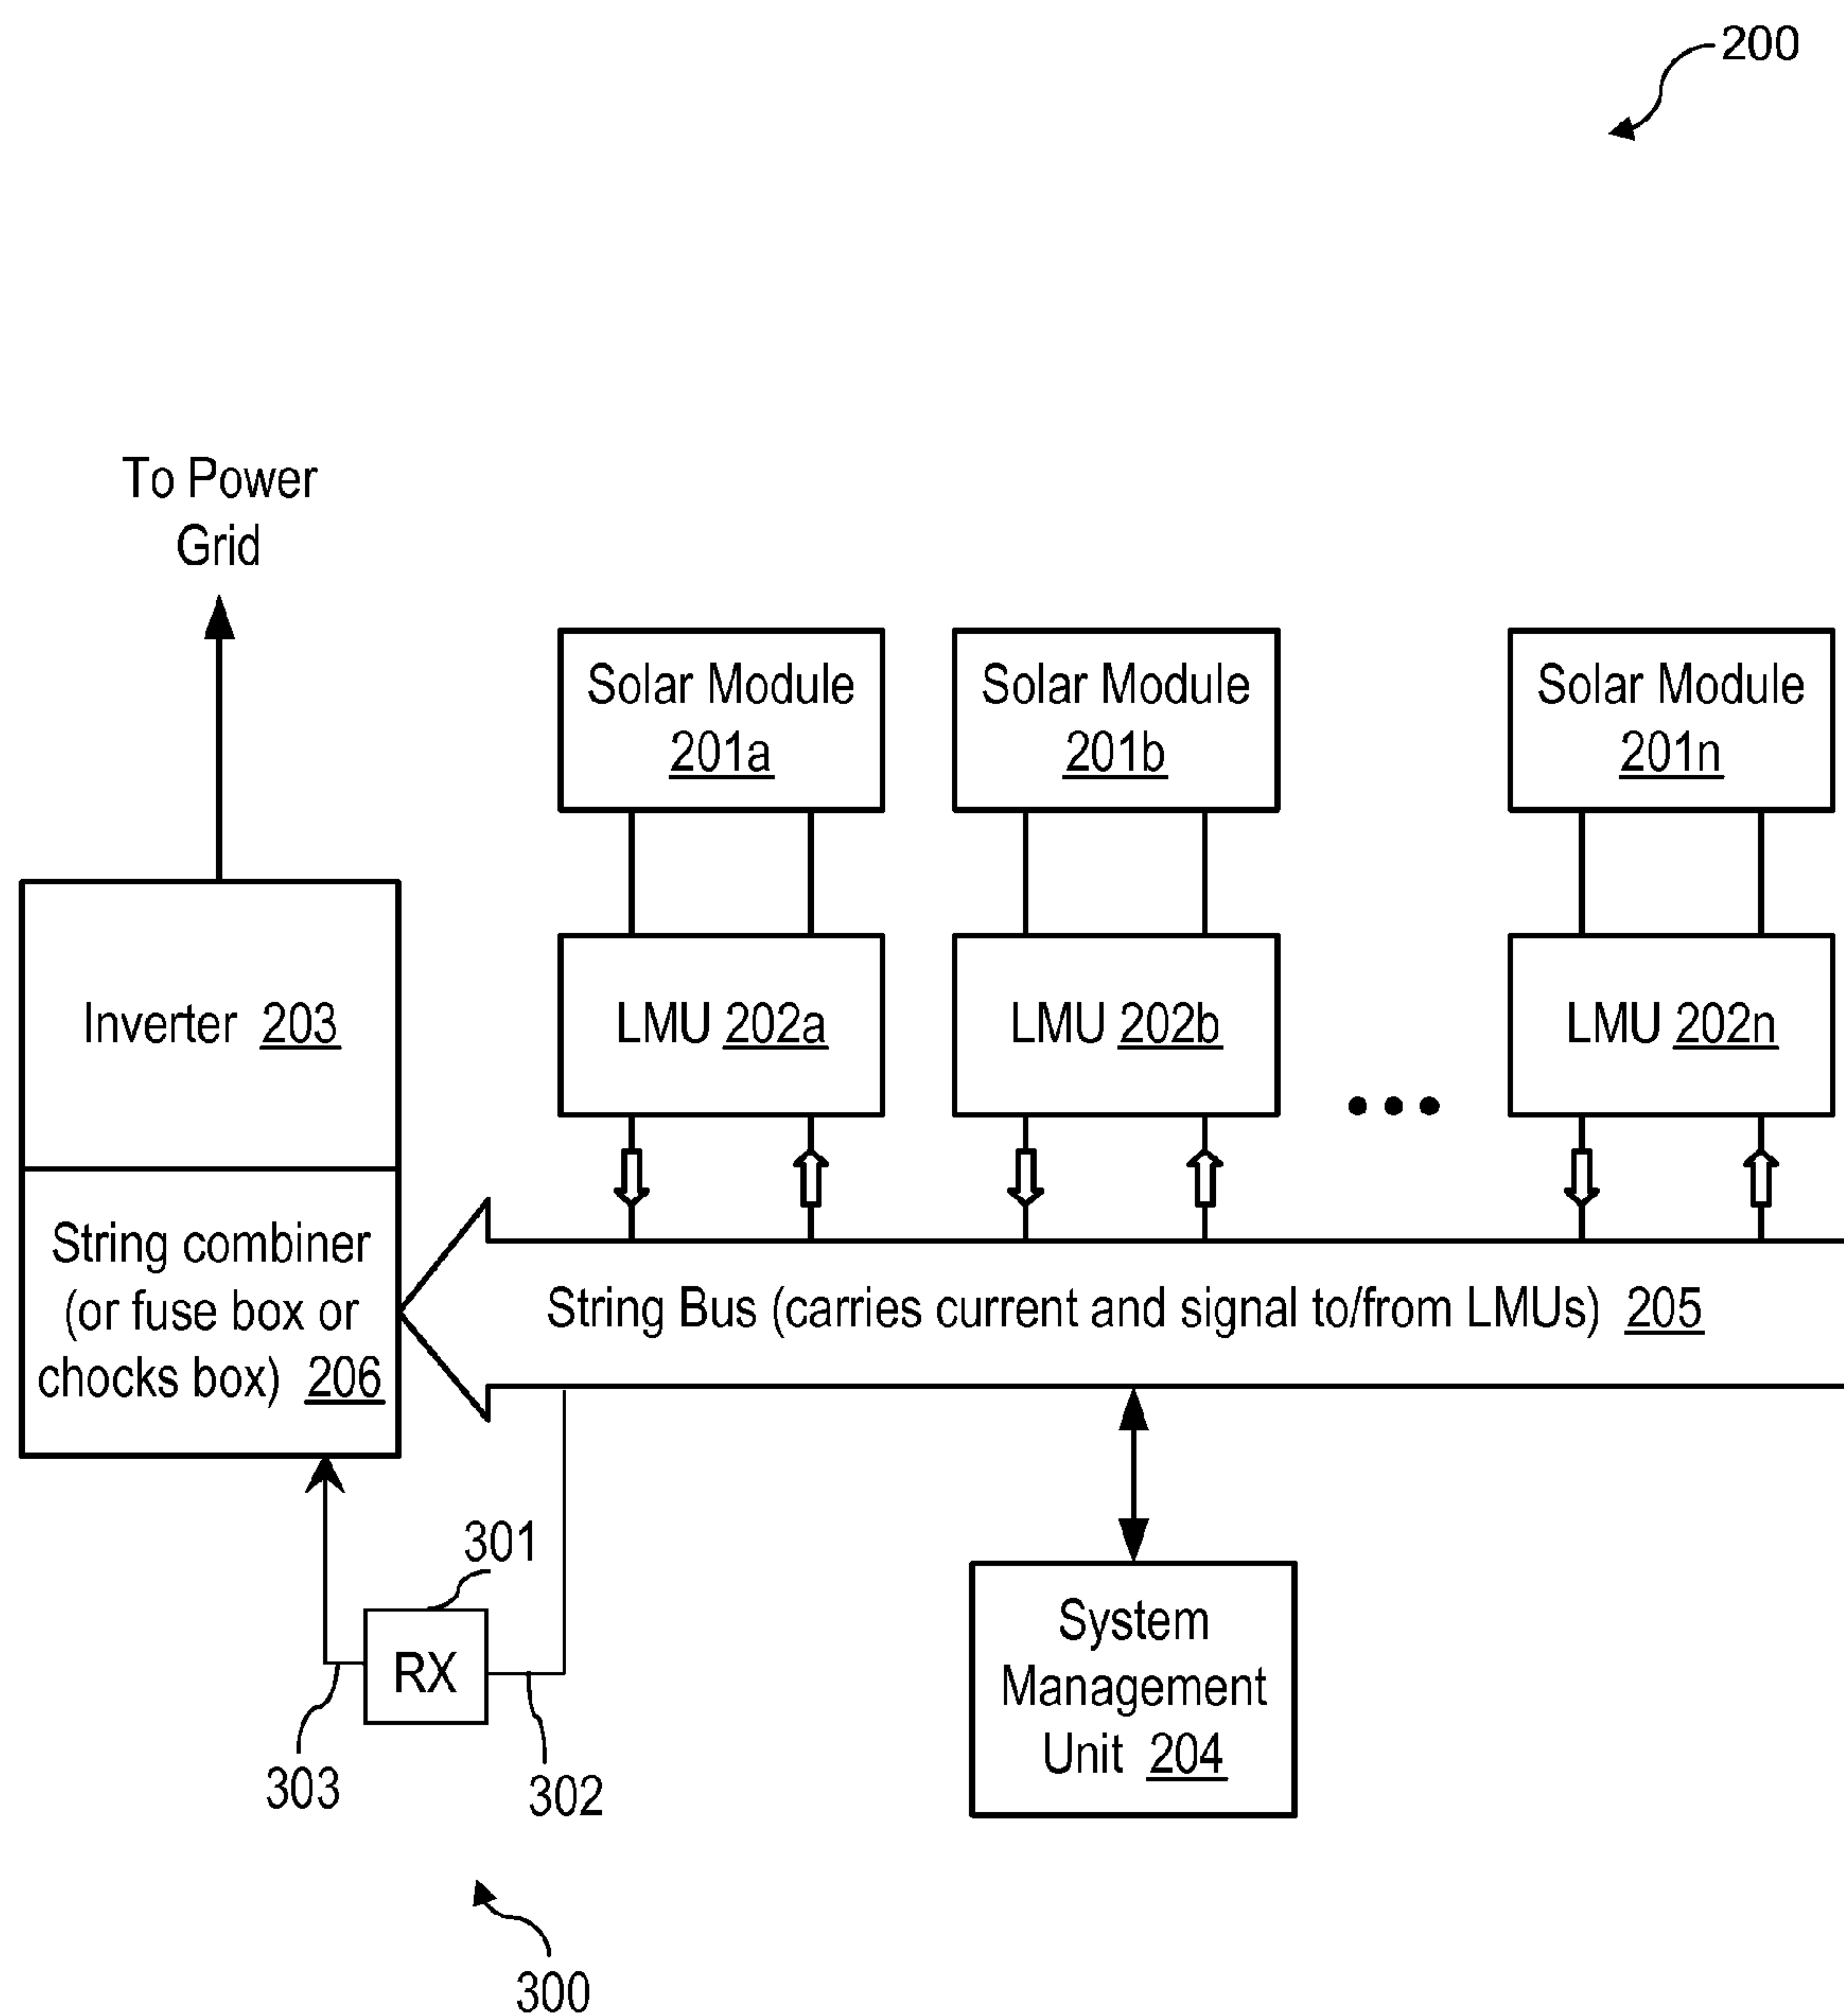 200
To Power
Grid
Solar Module
201a
Solar Module
201b
Solar Module
201n
Inverter 203
LMU 202a
LMU 202b
LMU 202n
String combiner
(or fuse box or
chocks box) 206
String Bus (carries current and signal to/from LMUs) 205
301
RX
303
302
System
Management
Unit 204
300